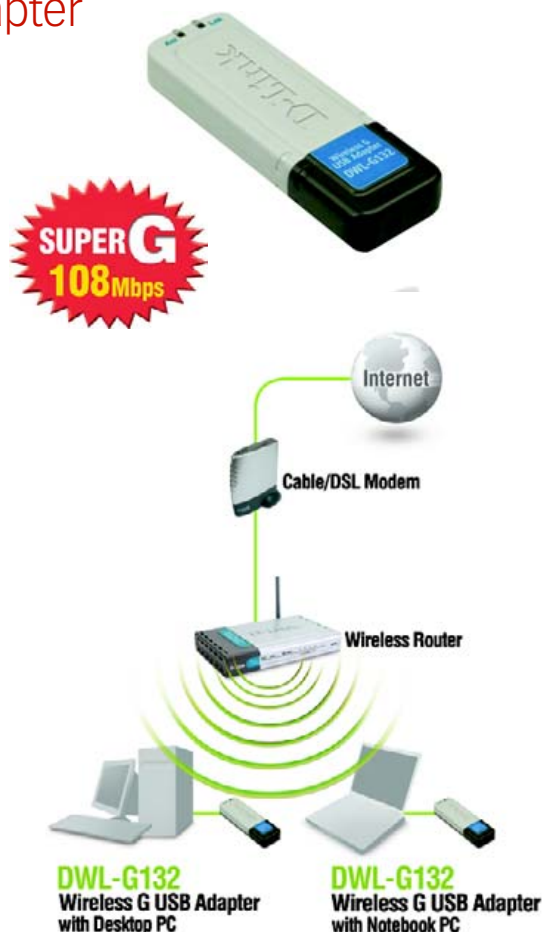 apter
D-Link
Wireless G
USB Adapter
DWL-G132
SUPER G
108Mbps
Internet
Cable/DSL Modem
Wireless Router
DWL-G132
Wireless G USB Adapter
with Desktop PC
DWL-G132
Wireless G USB Adapter
with Notebook PC